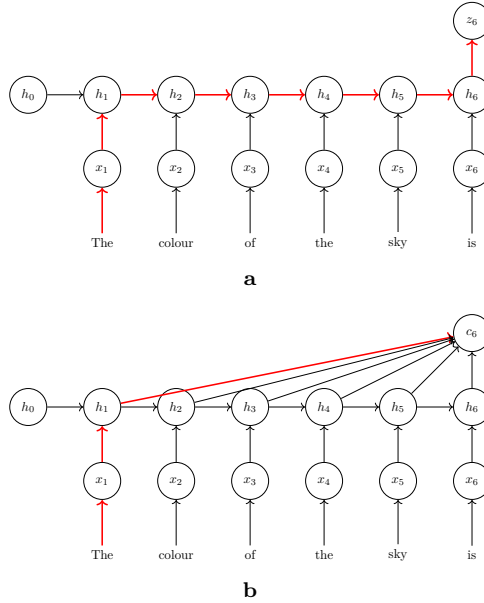 z₆
h₀ h₁ h₂ h₃ h₄ h₅ h₆
x₁ x₂ x₃ x₄ x₅ x₆
The colour of the sky is
a
c₆
h₀ h₁ h₂ h₃ h₄ h₅ h₆
x₁ x₂ x₃ x₄ x₅ x₆
The colour of the sky is
b